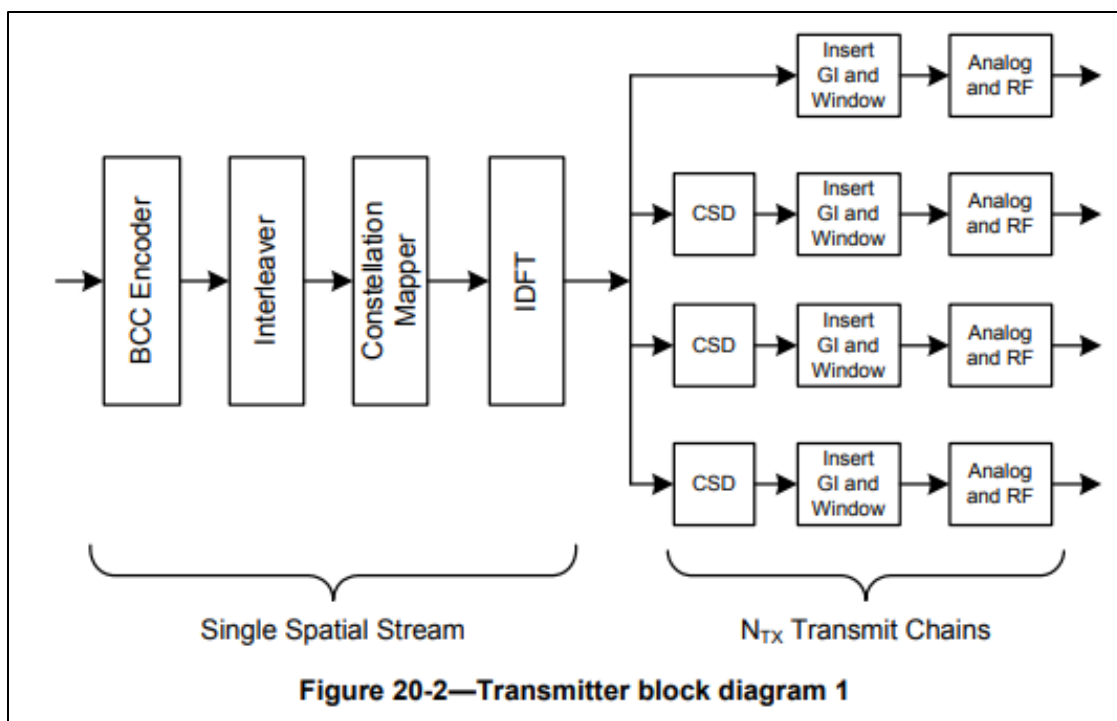 Insert
GI and
Window
Analog
and RF
BCC Encoder
Interleaver
Constellation
Mapper
IDFT
CSD
Insert
GI and
Window
Analog
and RF
CSD
Insert
GI and
Window
Analog
and RF
CSD
Insert
GI and
Window
Analog
and RF
Single Spatial Stream
NTX Transmit Chains
Figure 20-2—Transmitter block diagram 1